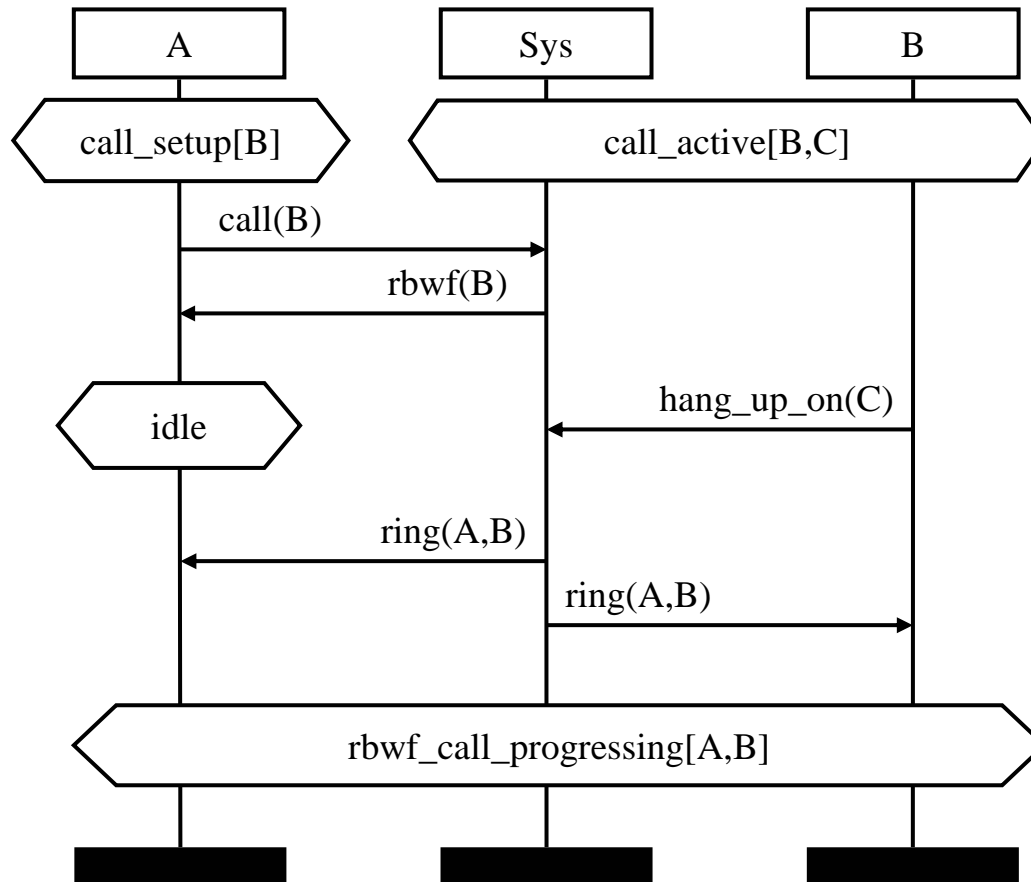 A
Sys
B
call_setup[B]
call_active[B,C]
call(B)
rbwf(B)
idle
hang_up_on(C)
ring(A,B)
ring(A,B)
rbwf_call_progressing[A,B]